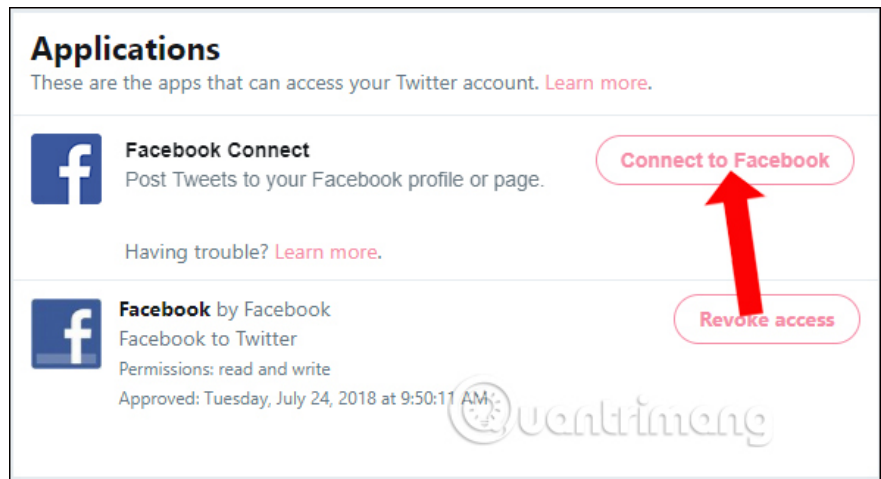 Applications
These are the apps that can access your Twitter account. Learn more.
Facebook Connect
Connect to Facebook
Post Tweets to your Facebook profile or page.
Having trouble? Learn more.
Facebook by Facebook
Revoke access
Facebook to Twitter
Permissions: read and write
Approved: Tuesday, July 24, 2018 at 9:50:11 AM
Quantrimang